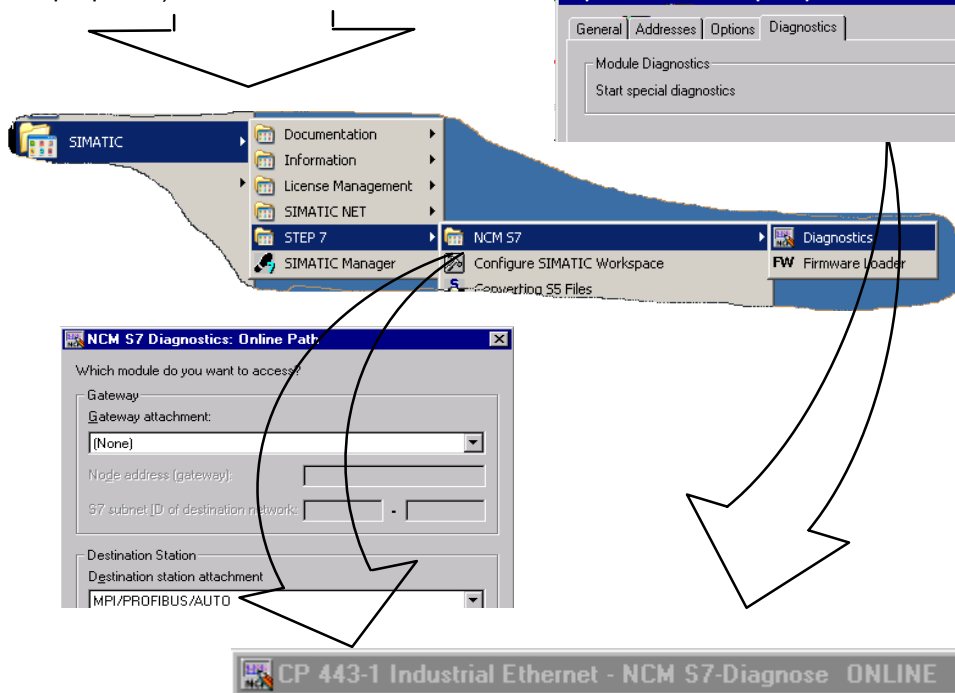 General Addresses Options Diagnostics
Module Diagnostics
Start special diagnostics
SIMATIC
Documentation
Information
License Management
SIMATIC NET
STEP 7
SIMATIC Manager
NCM S7
Configure SIMATIC Workspace
Converting S5 Files
Diagnostics
FW Firmware Loader
NCM S7 Diagnostics: Online Path
Which module do you want to access?
Gateway
Gateway attachment:
(None)
Node address (gateway):
S7 subnet ID of destination network: -
Destination Station
Destination station attachment
MPI/PROFIBUS/AUTO
CP 443-1 Industrial Ethernet - NCM S7-Diagnose ONLINE